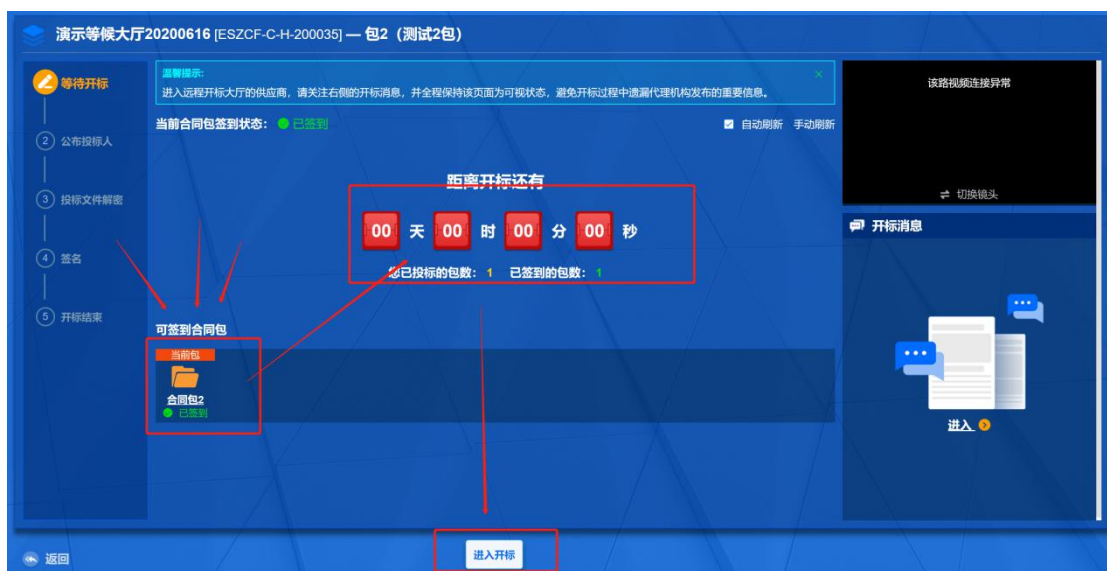 演示等候大厅20200616 [ESZCF-C-H-200035] — 包2（测试2包）
等待开标
2 公布投标人
3 投标文件解密
4 签名
5 开标结束
温馨提示:
进入远程开标大厅的供应商，请关注右侧的开标消息，并全程保持该页面为可视状态，避免开标过程中遗漏代理机构发布的重要信息。
当前合同包签到状态： 已签到
自动刷新 手动刷新
距离开标还有
00 天 00 时 00 分 00 秒
您已投标的包数： 1 已签到的包数： 1
可签到合同包
当前包
合同包2
已签到
该路视频连接异常
切换镜头
开标消息
进入
返回
进入开标